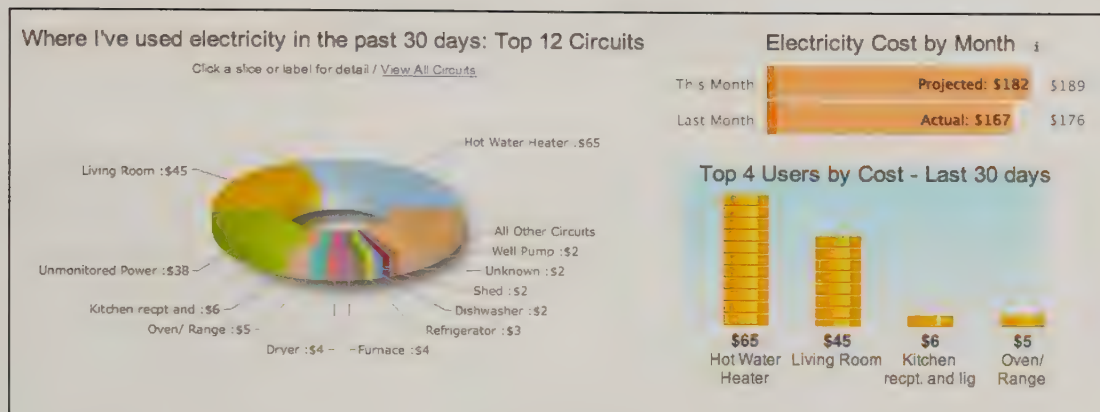 Where I've used electricity in the past 30 days: Top 12 Circuits
Click a slice or label for detail / View All Circuits
Hot Water Heater :$65
Living Room :$45
All Other Circuits
Well Pump :$2
Unmonitored Power :$38
Unknown :$2
Shed :$2
Kitchen recpt and :$6
Dishwasher :$2
Oven/ Range :$5
Refrigerator :$3
Dryer :$4
Furnace :$4
Electricity Cost by Month i
This Month Projected: $182 $189
Last Month Actual: $167 $176
Top 4 Users by Cost - Last 30 days
$65 $45 $6 $5
Hot Water Living Room Kitchen Oven/
Heater recpt. and lig Range